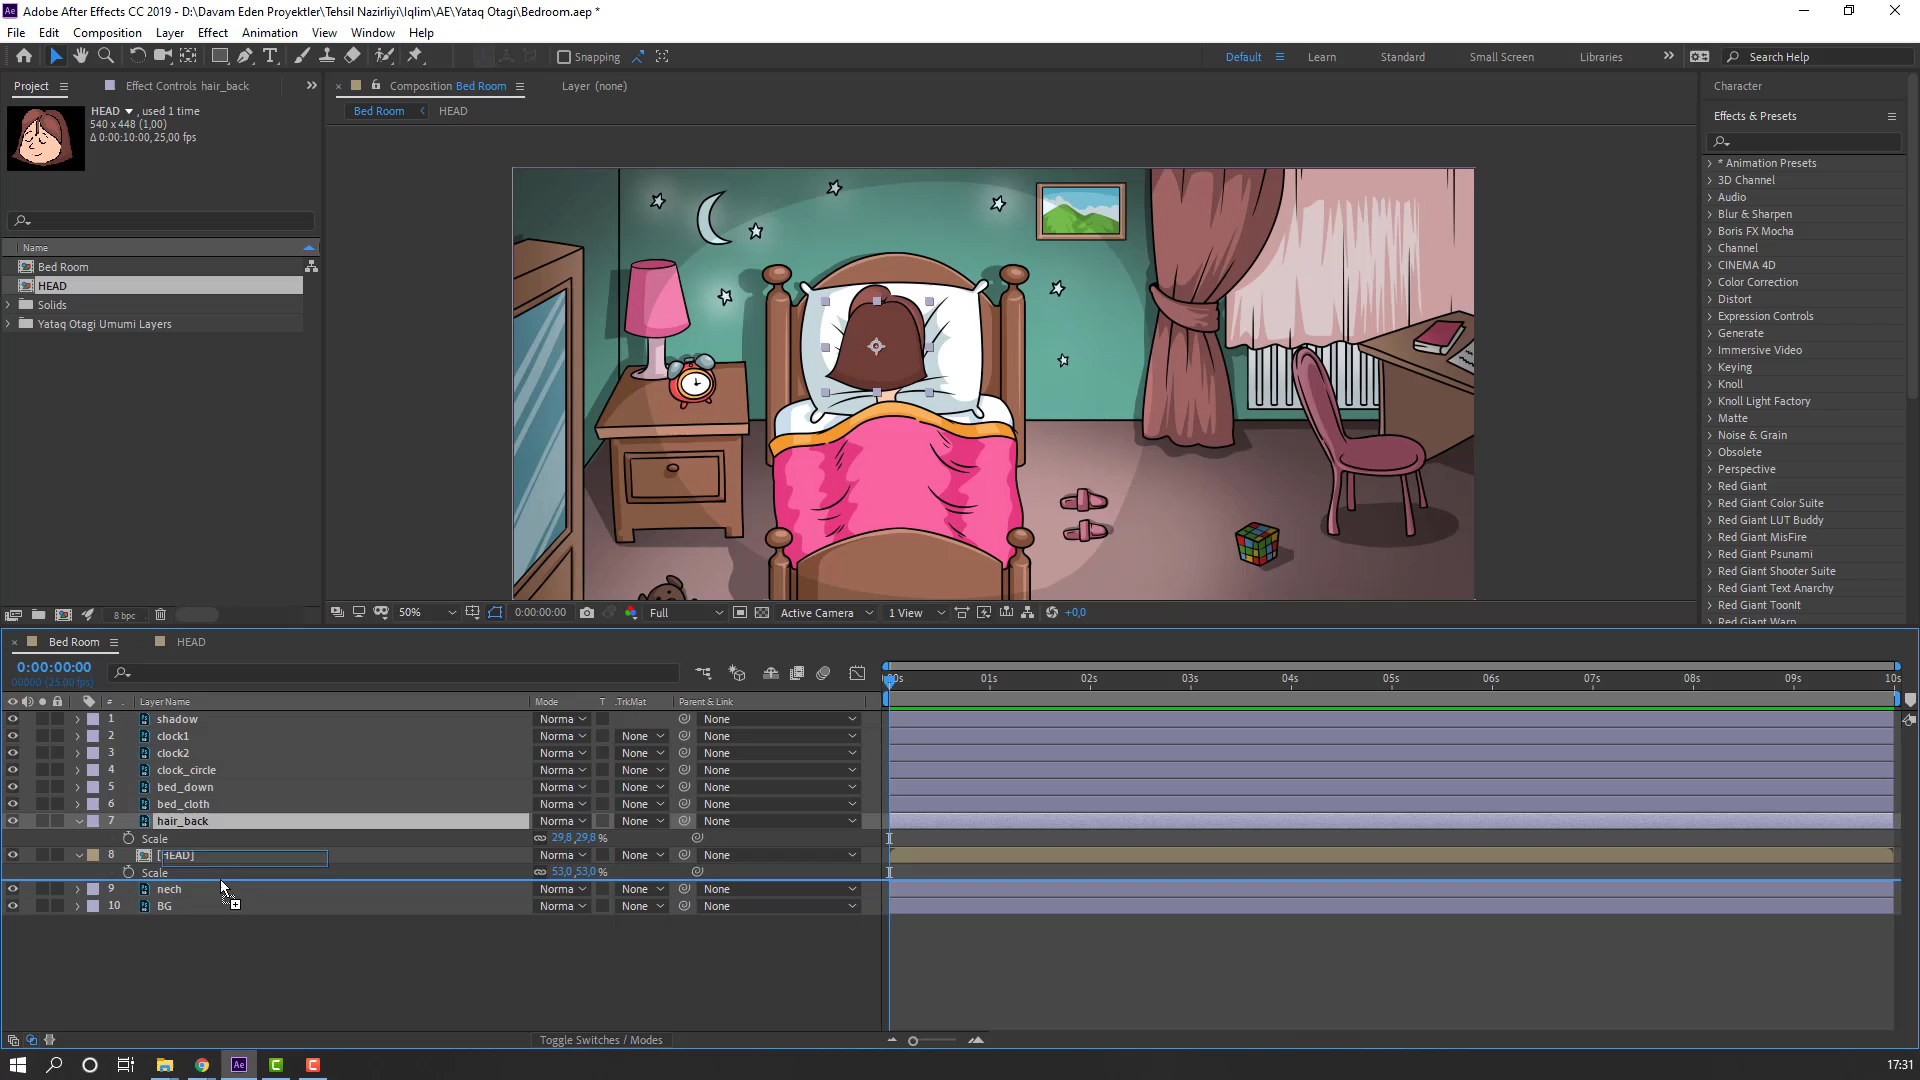 Adobe After Effects CC 2019 - D:\Davam Eden Proyektler\Tehsil Nazirliyi\Iqlim\AE\Yataq Otagi\Bedroom.aep *
File Edit Composition Layer Effect Animation View Window Help
Snapping
Default Learn Standard Small Screen Libraries Search Help
Project Effect Controls hair_back
Composition Bed Room Layer (none)
Bed Room HEAD
HEAD , used 1 time
540 x 448 (1,00)
Δ 0:00:10:00, 25,00 fps
Name
Bed Room
HEAD
Solids
Yataq Otagi Umumi Layers
8 bpc
50% 0:00:00:00 Full Active Camera 1 View +0,0
Character
Effects & Presets
* Animation Presets
3D Channel
Audio
Blur & Sharpen
Boris FX Mocha
Channel
CINEMA 4D
Color Correction
Distort
Expression Controls
Generate
Immersive Video
Keying
Knoll
Knoll Light Factory
Matte
Noise & Grain
Obsolete
Perspective
Red Giant
Red Giant Color Suite
Red Giant LUT Buddy
Red Giant MisFire
Red Giant Psunami
Red Giant Shooter Suite
Red Giant Text Anarchy
Red Giant ToonIt
Red Giant Warp
Bed Room HEAD
0:00:00:00
00000 (25.00 fps)
00s 01s 02s 03s 04s 05s 06s 07s 08s 09s 10s
# Layer Name Mode T .TrkMat Parent & Link
1 shadow Norma None
2 clock1 Norma None None
3 clock2 Norma None None
4 clock_circle Norma None None
5 bed_down Norma None None
6 bed_cloth Norma None None
7 hair_back Norma None None
Scale 29,8,29,8 %
8 [HEAD] Norma None None
Scale 53,0,53,0 %
9 nech Norma None None
10 BG Norma None None
Toggle Switches / Modes
Ae
17:31